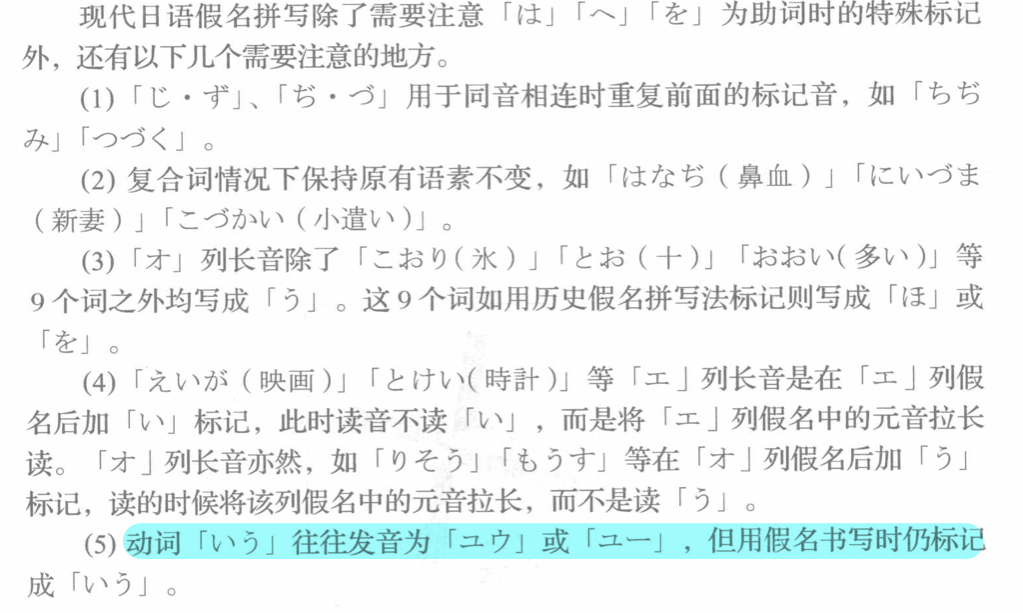 现代日语假名拼写除了需要注意「は」「へ」「を」为助词时的特殊标记
外，还有以下几个需要注意的地方。
(1)「じ・ず」、「ぢ・づ」用于同音相连时重复前面的标记音，如「ちぢ
み」「つづく」。
(2) 复合词情况下保持原有语素不变，如「はなぢ（鼻血）」「にいづま
（新妻）」「こづかい（小遣い）」。
(3)「オ」列长音除了「こおり（氷）」「とお（十）」「おおい（多い）」等
9个词之外均写成「う」。这9个词如用历史假名拼写法标记则写成「ほ」或
「を」。
(4)「えいが（映画）」「とけい（時計）」等「エ」列长音是在「エ」列假
名后加「い」标记，此时读音不读「い」，而是将「エ」列假名中的元音拉长
读。「オ」列长音亦然，如「りそう」「もうす」等在「オ」列假名后加「う」
标记，读的时候将该列假名中的元音拉长，而不是读「う」。
(5) 动词「いう」往往发音为「ユウ」或「ユー」，但用假名书写时仍标记
成「いう」。